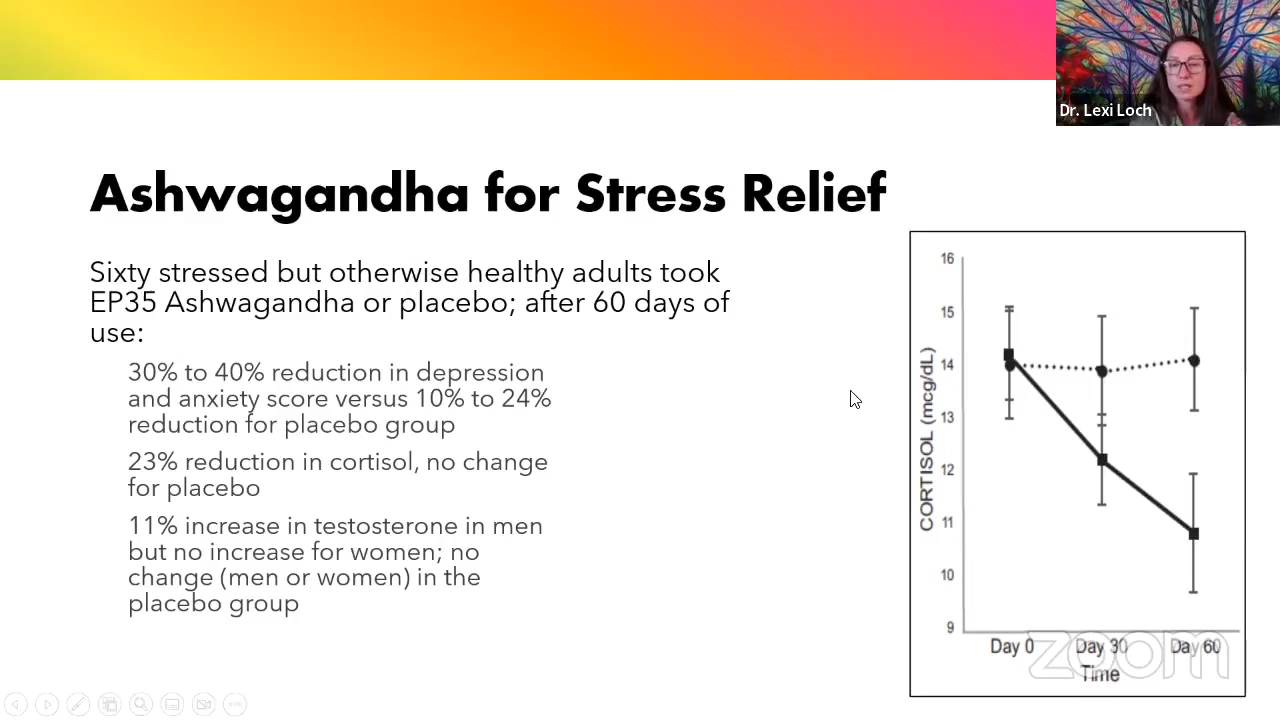 Dr. Lexi Loch
Ashwagandha for Stress Relief
Sixty stressed but otherwise healthy adults took
EP35 Ashwagandha or placebo; after 60 days of
use:
30% to 40% reduction in depression
and anxiety score versus 10% to 24%
reduction for placebo group
23% reduction in cortisol, no change
for placebo
11% increase in testosterone in men
but no increase for women; no
change (men or women) in the
placebo group
CORTISOL (mcg/dL)
16
15
14
13
12
11
10
9
Day 0 Day 30 Day 60
Time
zoom